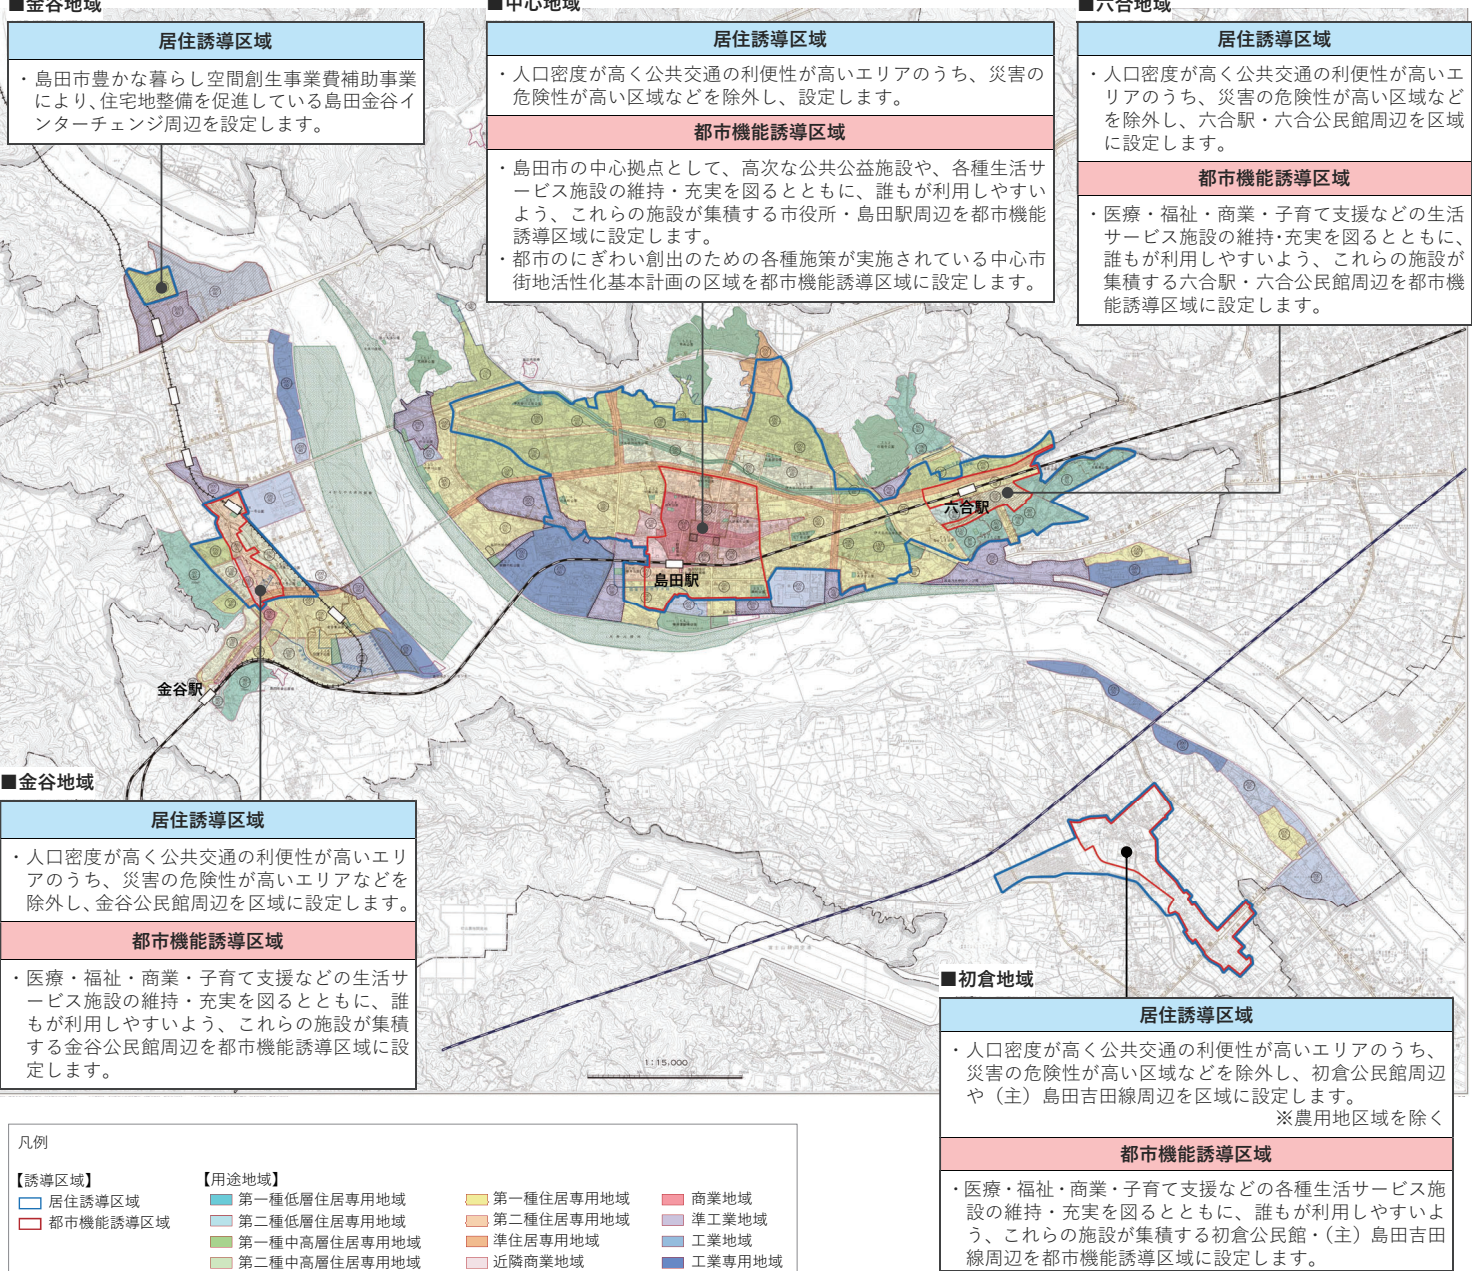 ■金谷地域
居住誘導区域
・島田市豊かな暮らし空間創生事業費補助事業
により、住宅地整備を促進している島田金谷イ
ンターチェンジ周辺を設定します。
■中心地域
居住誘導区域
・人口密度が高く公共交通の利便性が高いエリアのうち、災害の
危険性が高い区域などを除外し、設定します。
都市機能誘導区域
・島田市の中心拠点として、高次な公共公益施設や、各種生活サ
ービス施設の維持・充実を図るとともに、誰もが利用しやすい
よう、これらの施設が集積する市役所・島田駅周辺を都市機能
誘導区域に設定します。
・都市のにぎわい創出のための各種施策が実施されている中心市
街地活性化基本計画の区域を都市機能誘導区域に設定します。
■六合地域
居住誘導区域
・人口密度が高く公共交通の利便性が高いエ
リアのうち、災害の危険性が高い区域など
を除外し、六合駅・六合公民館周辺を区域
に設定します。
都市機能誘導区域
・医療・福祉・商業・子育て支援などの生活
サービス施設の維持・充実を図るとともに、
誰もが利用しやすいよう、これらの施設が
集積する六合駅・六合公民館周辺を都市機
能誘導区域に設定します。
六合駅
島田駅
金谷駅
■金谷地域
居住誘導区域
・人口密度が高く公共交通の利便性が高いエリ
アのうち、災害の危険性が高いエリアなどを
除外し、金谷公民館周辺を区域に設定します。
都市機能誘導区域
・医療・福祉・商業・子育て支援などの生活サ
ービス施設の維持・充実を図るとともに、誰
もが利用しやすいよう、これらの施設が集積
する金谷公民館周辺を都市機能誘導区域に設
定します。
1:15,000
■初倉地域
居住誘導区域
・人口密度が高く公共交通の利便性が高いエリアのうち、
災害の危険性が高い区域などを除外し、初倉公民館周辺
や（主）島田吉田線周辺を区域に設定します。
※農用地区域を除く
都市機能誘導区域
・医療・福祉・商業・子育て支援などの各種生活サービス施
設の維持・充実を図るとともに、誰もが利用しやすいよ
う、これらの施設が集積する初倉公民館・（主）島田吉田
線周辺を都市機能誘導区域に設定します。
凡例
【誘導区域】
居住誘導区域
都市機能誘導区域
【用途地域】
第一種低層住居専用地域
第二種低層住居専用地域
第一種中高層住居専用地域
第二種中高層住居専用地域
第一種住居専用地域
第二種住居専用地域
準住居専用地域
近隣商業地域
商業地域
準工業地域
工業地域
工業専用地域